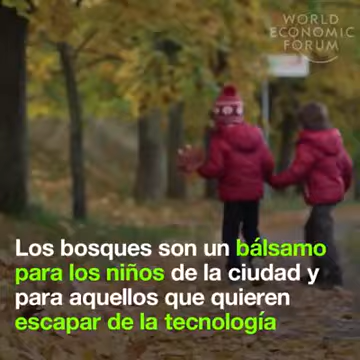 WORLD
ECONOMIC
FORUM
Los bosques son un bálsamo
para los niños de la ciudad y
para aquellos que quieren
escapar de la tecnología